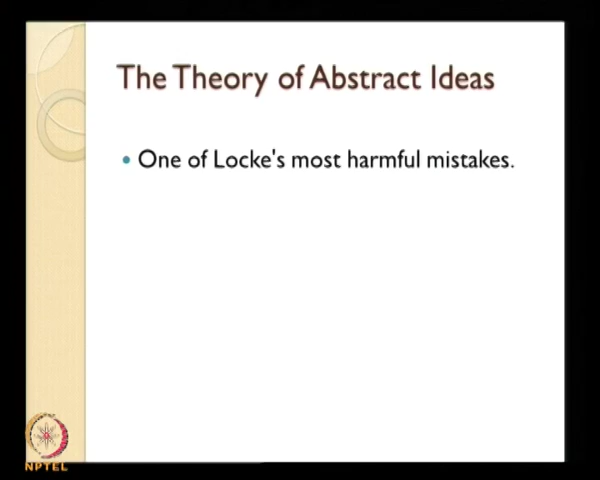 The Theory of Abstract Ideas
• One of Locke's most harmful mistakes.
NPTEL